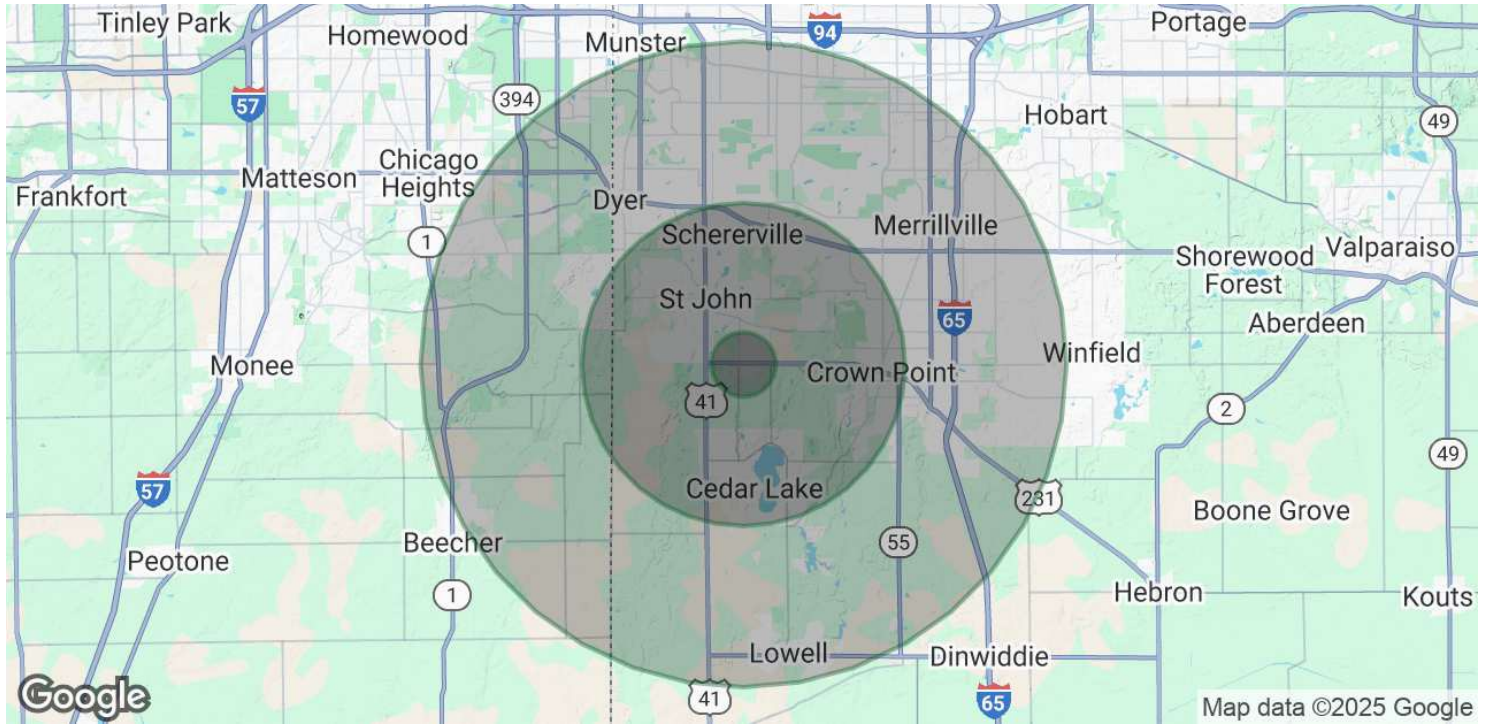 Tinley Park
Homewood
Munster
94
Portage
57
394
Hobart
49
Chicago
Heights
Matteson
Frankfort
Dyer
1
Schererville
Merrillville
Shorewood
Forest
Valparaiso
St John
65
Aberdeen
Monee
Crown Point
Winfield
41
2
57
Cedar Lake
49
231
Boone Grove
Beecher
55
Peotone
1
Hebron
Kouts
Lowell
Dinwiddie
41
65
Google
Map data ©2025 Google